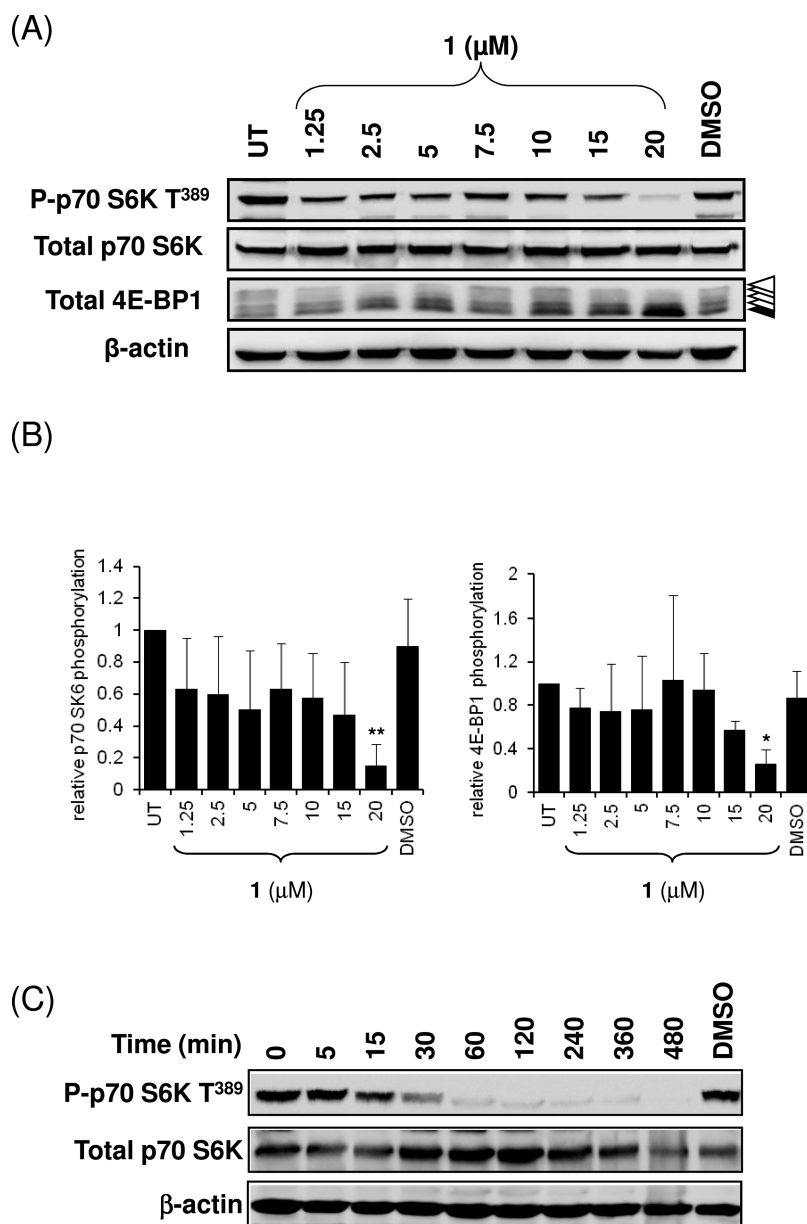 (A)
1 (μM)
UT 1.25 2.5 5 7.5 10 15 20 DMSO
P-p70 S6K T389
Total p70 S6K
Total 4E-BP1
β-actin
(B)
relative p70 SK6 phosphorylation
1.4
1.2
1
0.8
0.6
0.4
0.2
0
**
UT 1.25 2.5 5 7.5 10 15 20 DMSO
1 (μM)
relative 4E-BP1 phosphorylation
2
1.6
1.2
0.8
0.4
0
*
UT 1.25 2.5 5 7.5 10 15 20 DMSO
1 (μM)
(C)
Time (min) 0 5 15 30 60 120 240 360 480 DMSO
P-p70 S6K T389
Total p70 S6K
β-actin